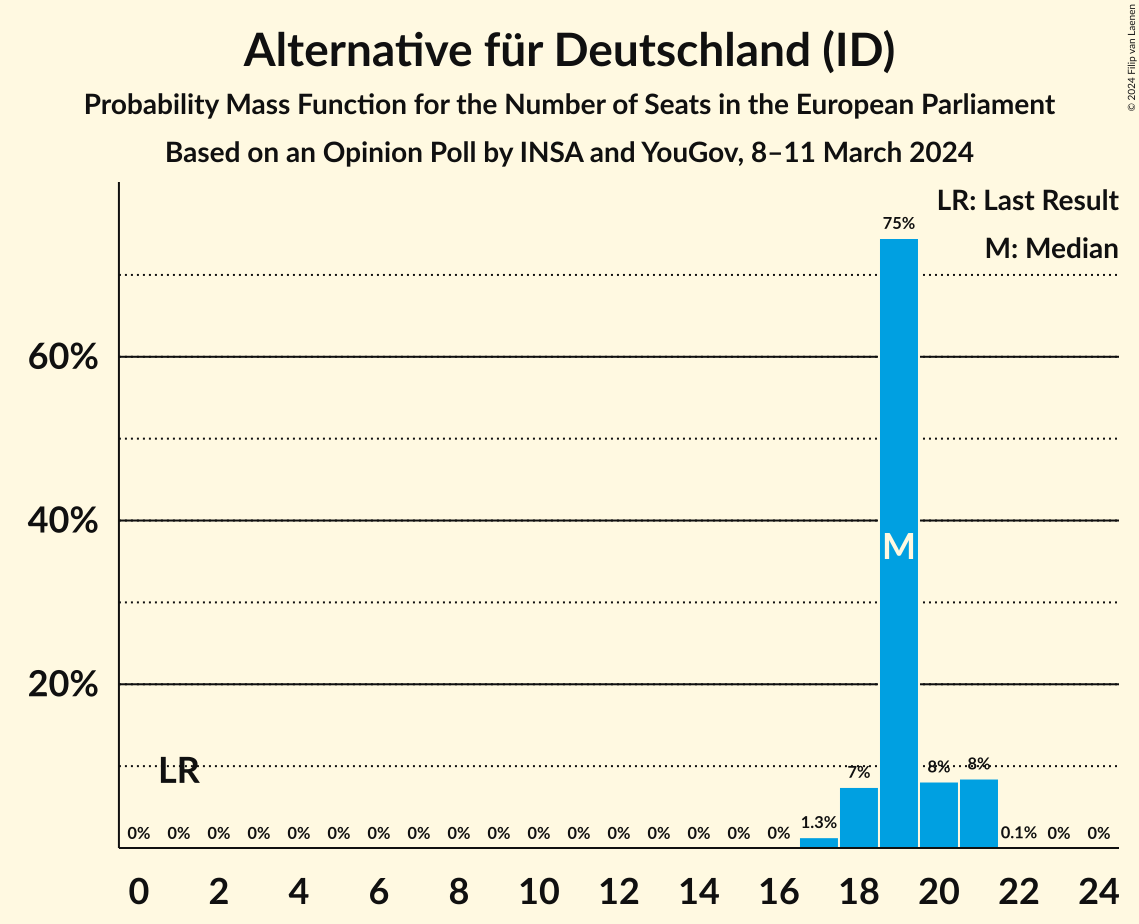 Alternative für Deutschland (ID)
Probability Mass Function for the Number of Seats in the European Parliament
Based on an Opinion Poll by INSA and YouGov, 8–11 March 2024
© 2024 Filip van Laenen
LR: Last Result
M: Median
75%
60%
40%
20%
M
LR
0% 0% 0% 0% 0% 0% 0% 0% 0% 0% 0% 0% 0% 0% 0% 0% 0% 1.3% 7% 8% 8% 0.1% 0% 0%
0 2 4 6 8 10 12 14 16 18 20 22 24